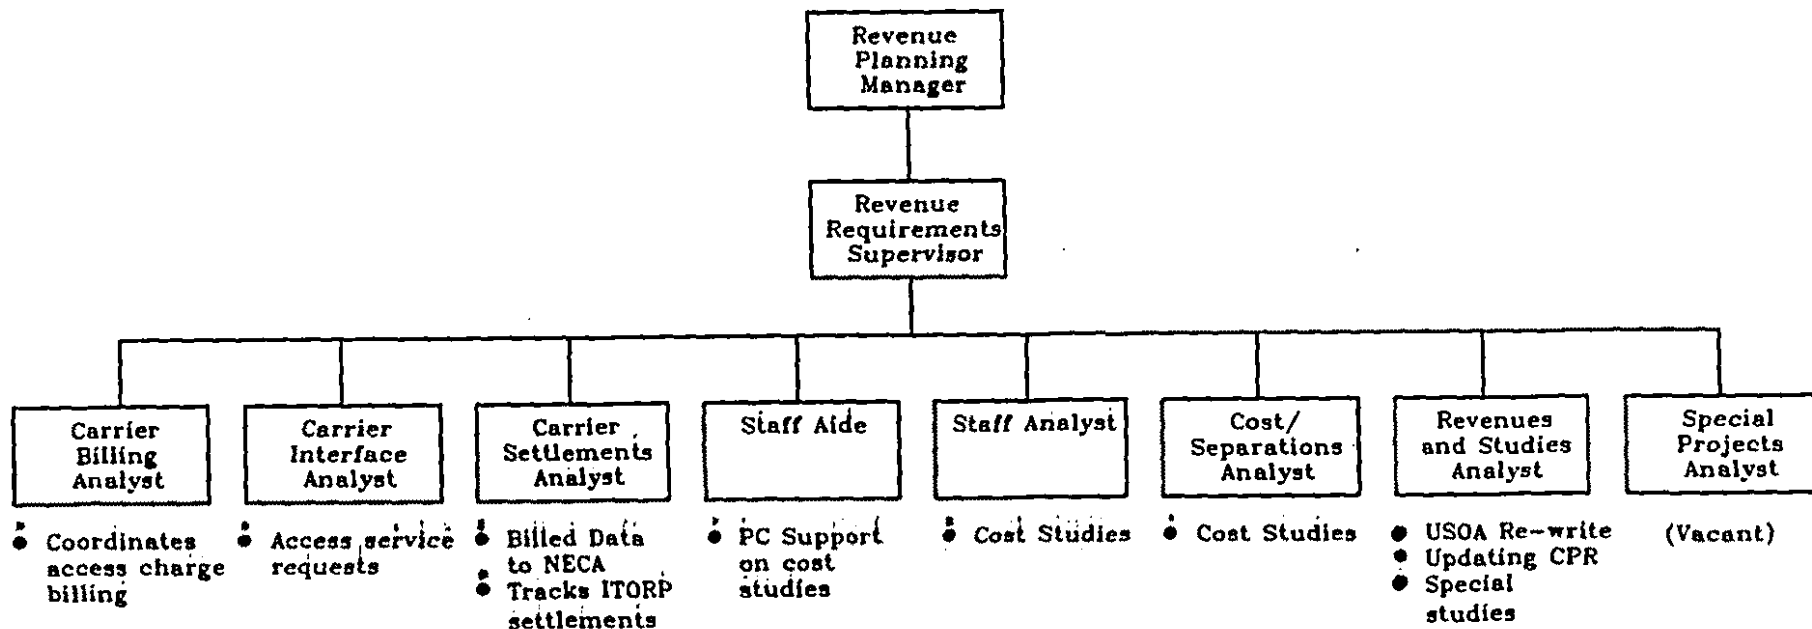 Revenue
Planning
Manager
Revenue
Requirements
Supervisor
Carrier
Billing
Analyst
Carrier
Interface
Analyst
Carrier
Settlements
Analyst
Staff Aide
Staff Analyst
Cost/
Separations
Analyst
Revenues
and Studies
Analyst
Special
Projects
Analyst
● Coordinates
access charge
billing
● Access service
requests
● Billed Data
to NECA
● Tracks ITORP
settlements
● PC Support
on cost
studies
● Cost Studies
● Cost Studies
● USOA Re-write
● Updating CPR
● Special
studies
(Vacant)